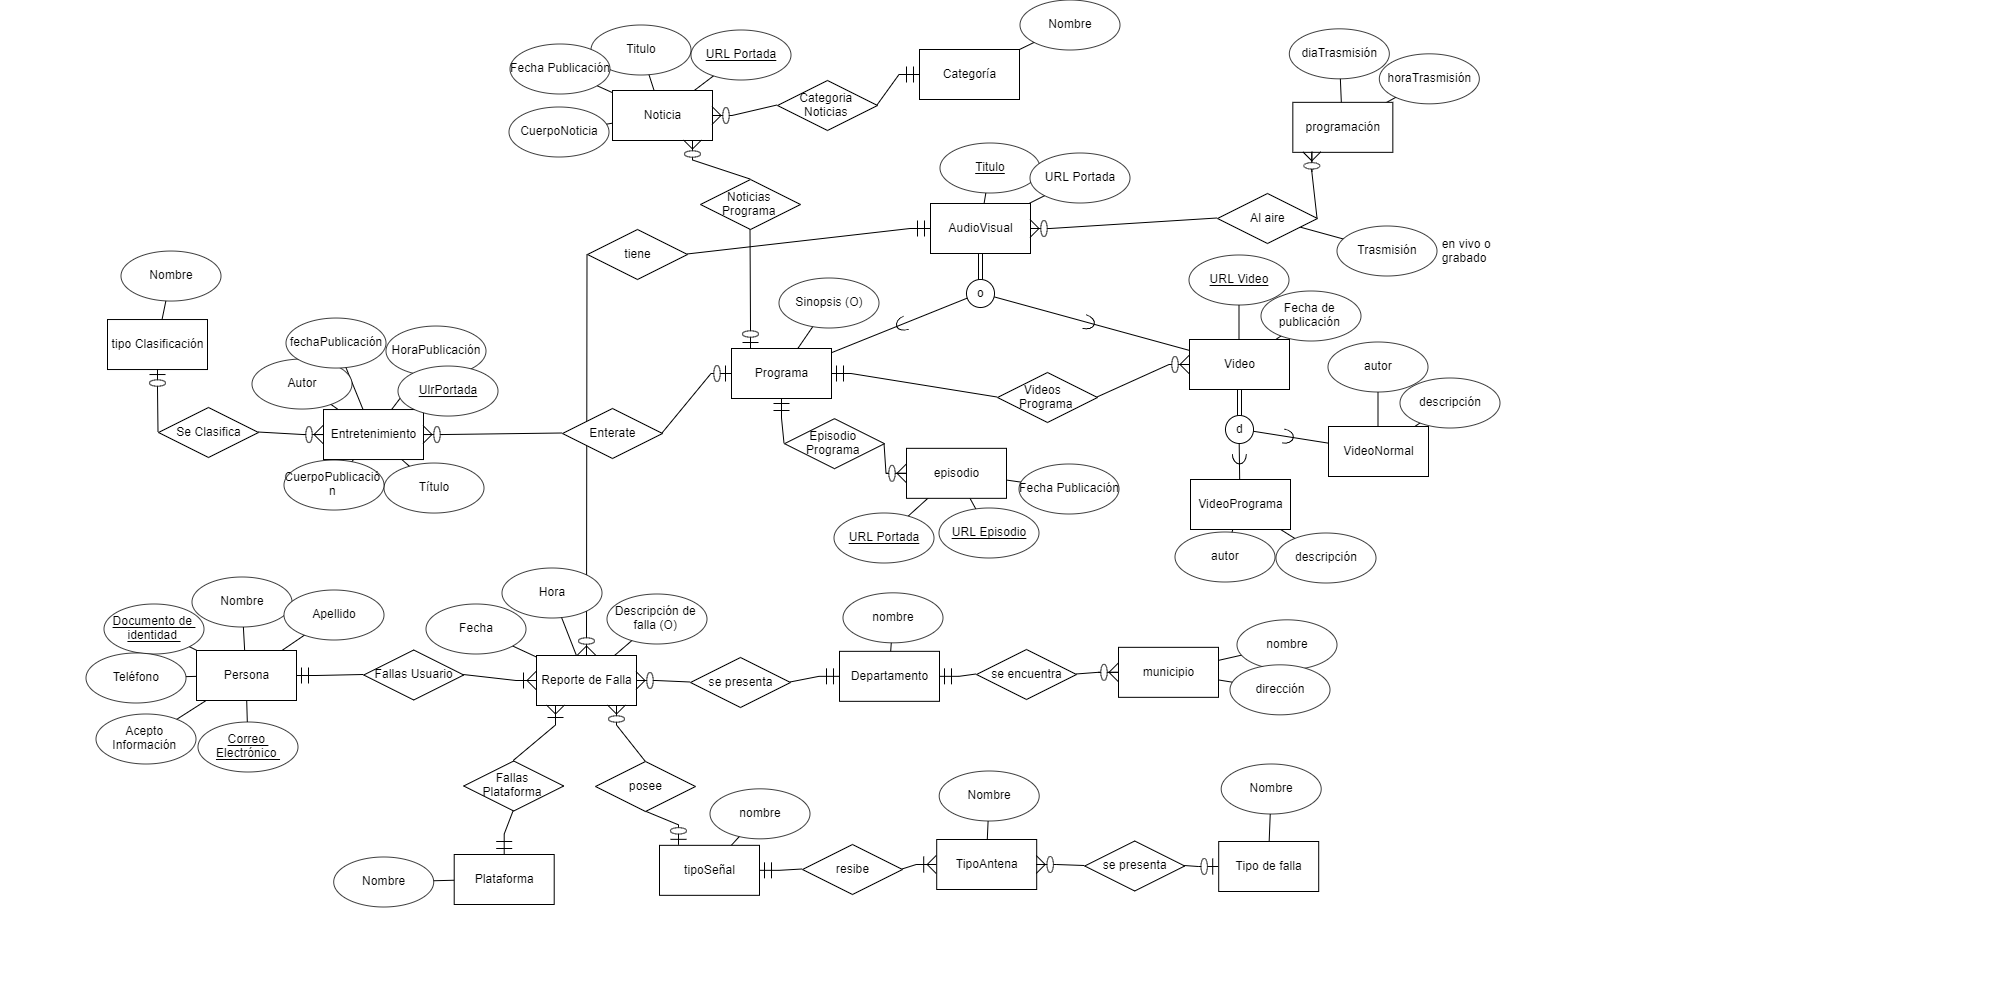 Nombre
Titulo
URL Portada
Fecha Publicación
Categoría
Categoria
Noticias
Noticia
CuerpoNoticia
diaTrasmisión
horaTrasmisión
programación
Titulo
URL Portada
Noticias
Programa
AudioVisual
Al aire
Trasmisión
en vivo o
grabado
tiene
Nombre
URL Video
Sinopsis (O)
o
Fecha de
publicación
tipo Clasificación
fechaPublicación
HoraPublicación
Autor
UlrPortada
Programa
Video
autor
Videos
Programa
descripción
Se Clasifica
Entretenimiento
Enterate
Episodio
Programa
d
VideoNormal
CuerpoPublicació
n
Título
episodio
Fecha Publicación
VideoPrograma
URL Portada
URL Episodio
autor
descripción
Nombre
Hora
Documento de
identidad
Apellido
Fecha
Descripción de
falla (O)
nombre
nombre
Teléfono
Persona
Fallas Usuario
Reporte de Falla
se presenta
Departamento
se encuentra
municipio
dirección
Acepto
Información
Correo
Electrónico
Fallas
Plataforma
posee
nombre
Nombre
Nombre
Nombre
Plataforma
tipoSeñal
resibe
TipoAntena
se presenta
Tipo de falla